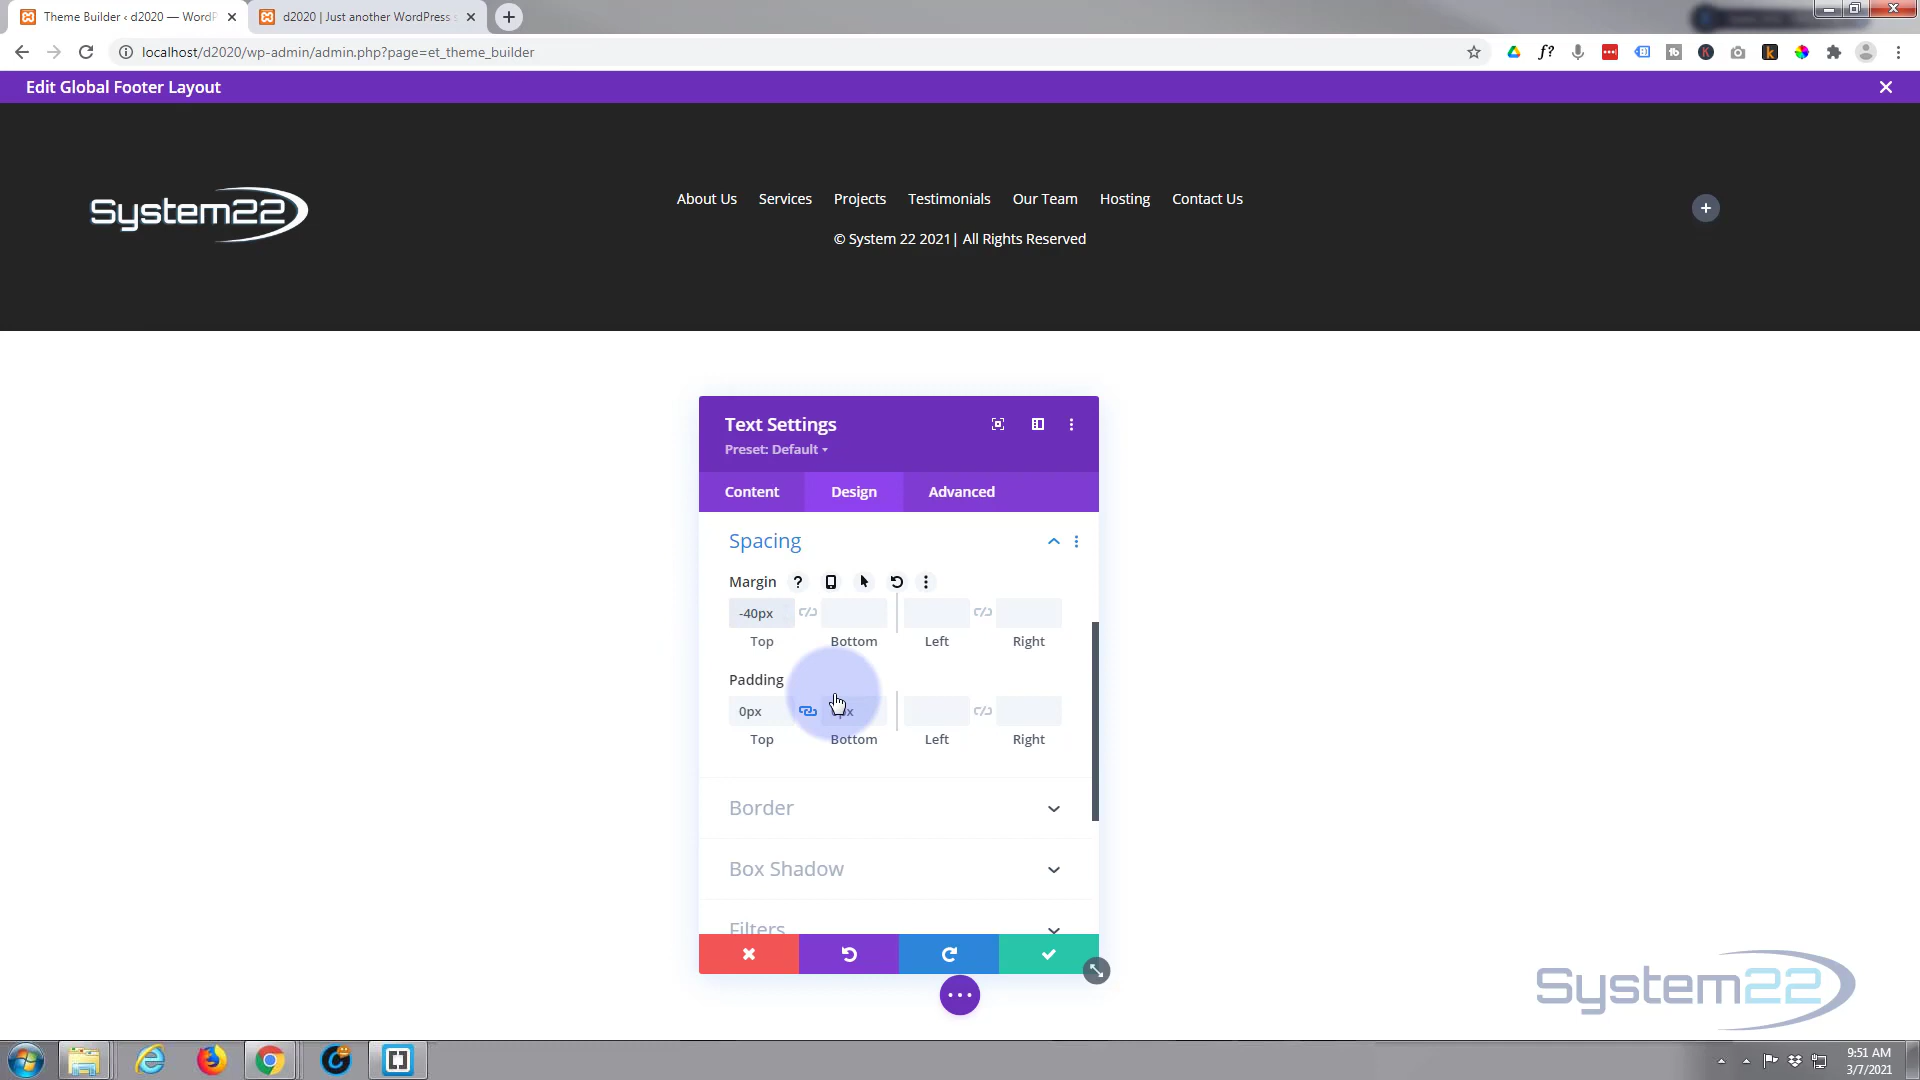 Theme Builder ‹ d2020 — WordP
d2020 | Just another WordPress s
localhost/d2020/wp-admin/admin.php?page=et_theme_builder
Edit Global Footer Layout
System22
About Us Services Projects Testimonials Our Team Hosting Contact Us
© System 22 2021| All Rights Reserved
Text Settings
Preset: Default
Content Design Advanced
Spacing
Margin
-40px
Top Bottom Left Right
Padding
0px
Top Bottom Left Right
Border
Box Shadow
Filters
System22
9:51 AM
3/7/2021